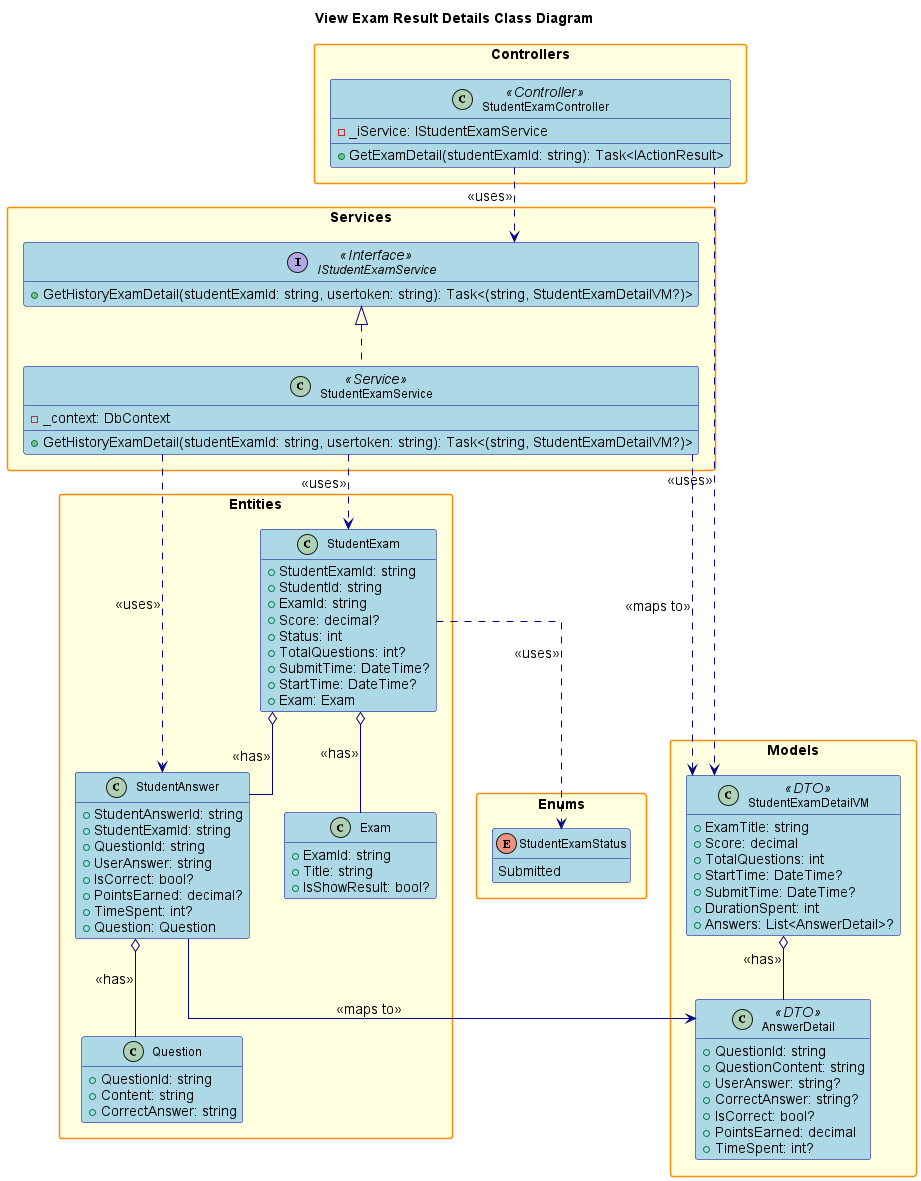 View Exam Result Details Class Diagram
Controllers
C
«Controller»
StudentExamController
_iService: IStudentExamService
GetExamDetail(studentExamId: string): Task<IActionResult>
«uses»
Services
I
«Interface»
IStudentExamService
GetHistoryExamDetail(studentExamId: string, usertoken: string): Task<(string, StudentExamDetailVM?)>
C
«Service»
StudentExamService
_context: DbContext
GetHistoryExamDetail(studentExamId: string, usertoken: string): Task<(string, StudentExamDetailVM?)>
«uses»
«uses»
«uses»
«maps to»
Entities
C
StudentExam
StudentExamId: string
StudentId: string
ExamId: string
Score: decimal?
Status: int
TotalQuestions: int?
SubmitTime: DateTime?
StartTime: DateTime?
Exam: Exam
«uses»
«has»
«has»
C
StudentAnswer
StudentAnswerId: string
StudentExamId: string
QuestionId: string
UserAnswer: string
IsCorrect: bool?
PointsEarned: decimal?
TimeSpent: int?
Question: Question
C
Exam
ExamId: string
Title: string
IsShowResult: bool?
«has»
«maps to»
C
Question
QuestionId: string
Content: string
CorrectAnswer: string
Enums
E
StudentExamStatus
Submitted
Models
C
«DTO»
StudentExamDetailVM
ExamTitle: string
Score: decimal
TotalQuestions: int
StartTime: DateTime?
SubmitTime: DateTime?
DurationSpent: int
Answers: List<AnswerDetail>?
«has»
C
«DTO»
AnswerDetail
QuestionId: string
QuestionContent: string
UserAnswer: string?
CorrectAnswer: string?
IsCorrect: bool?
PointsEarned: decimal
TimeSpent: int?